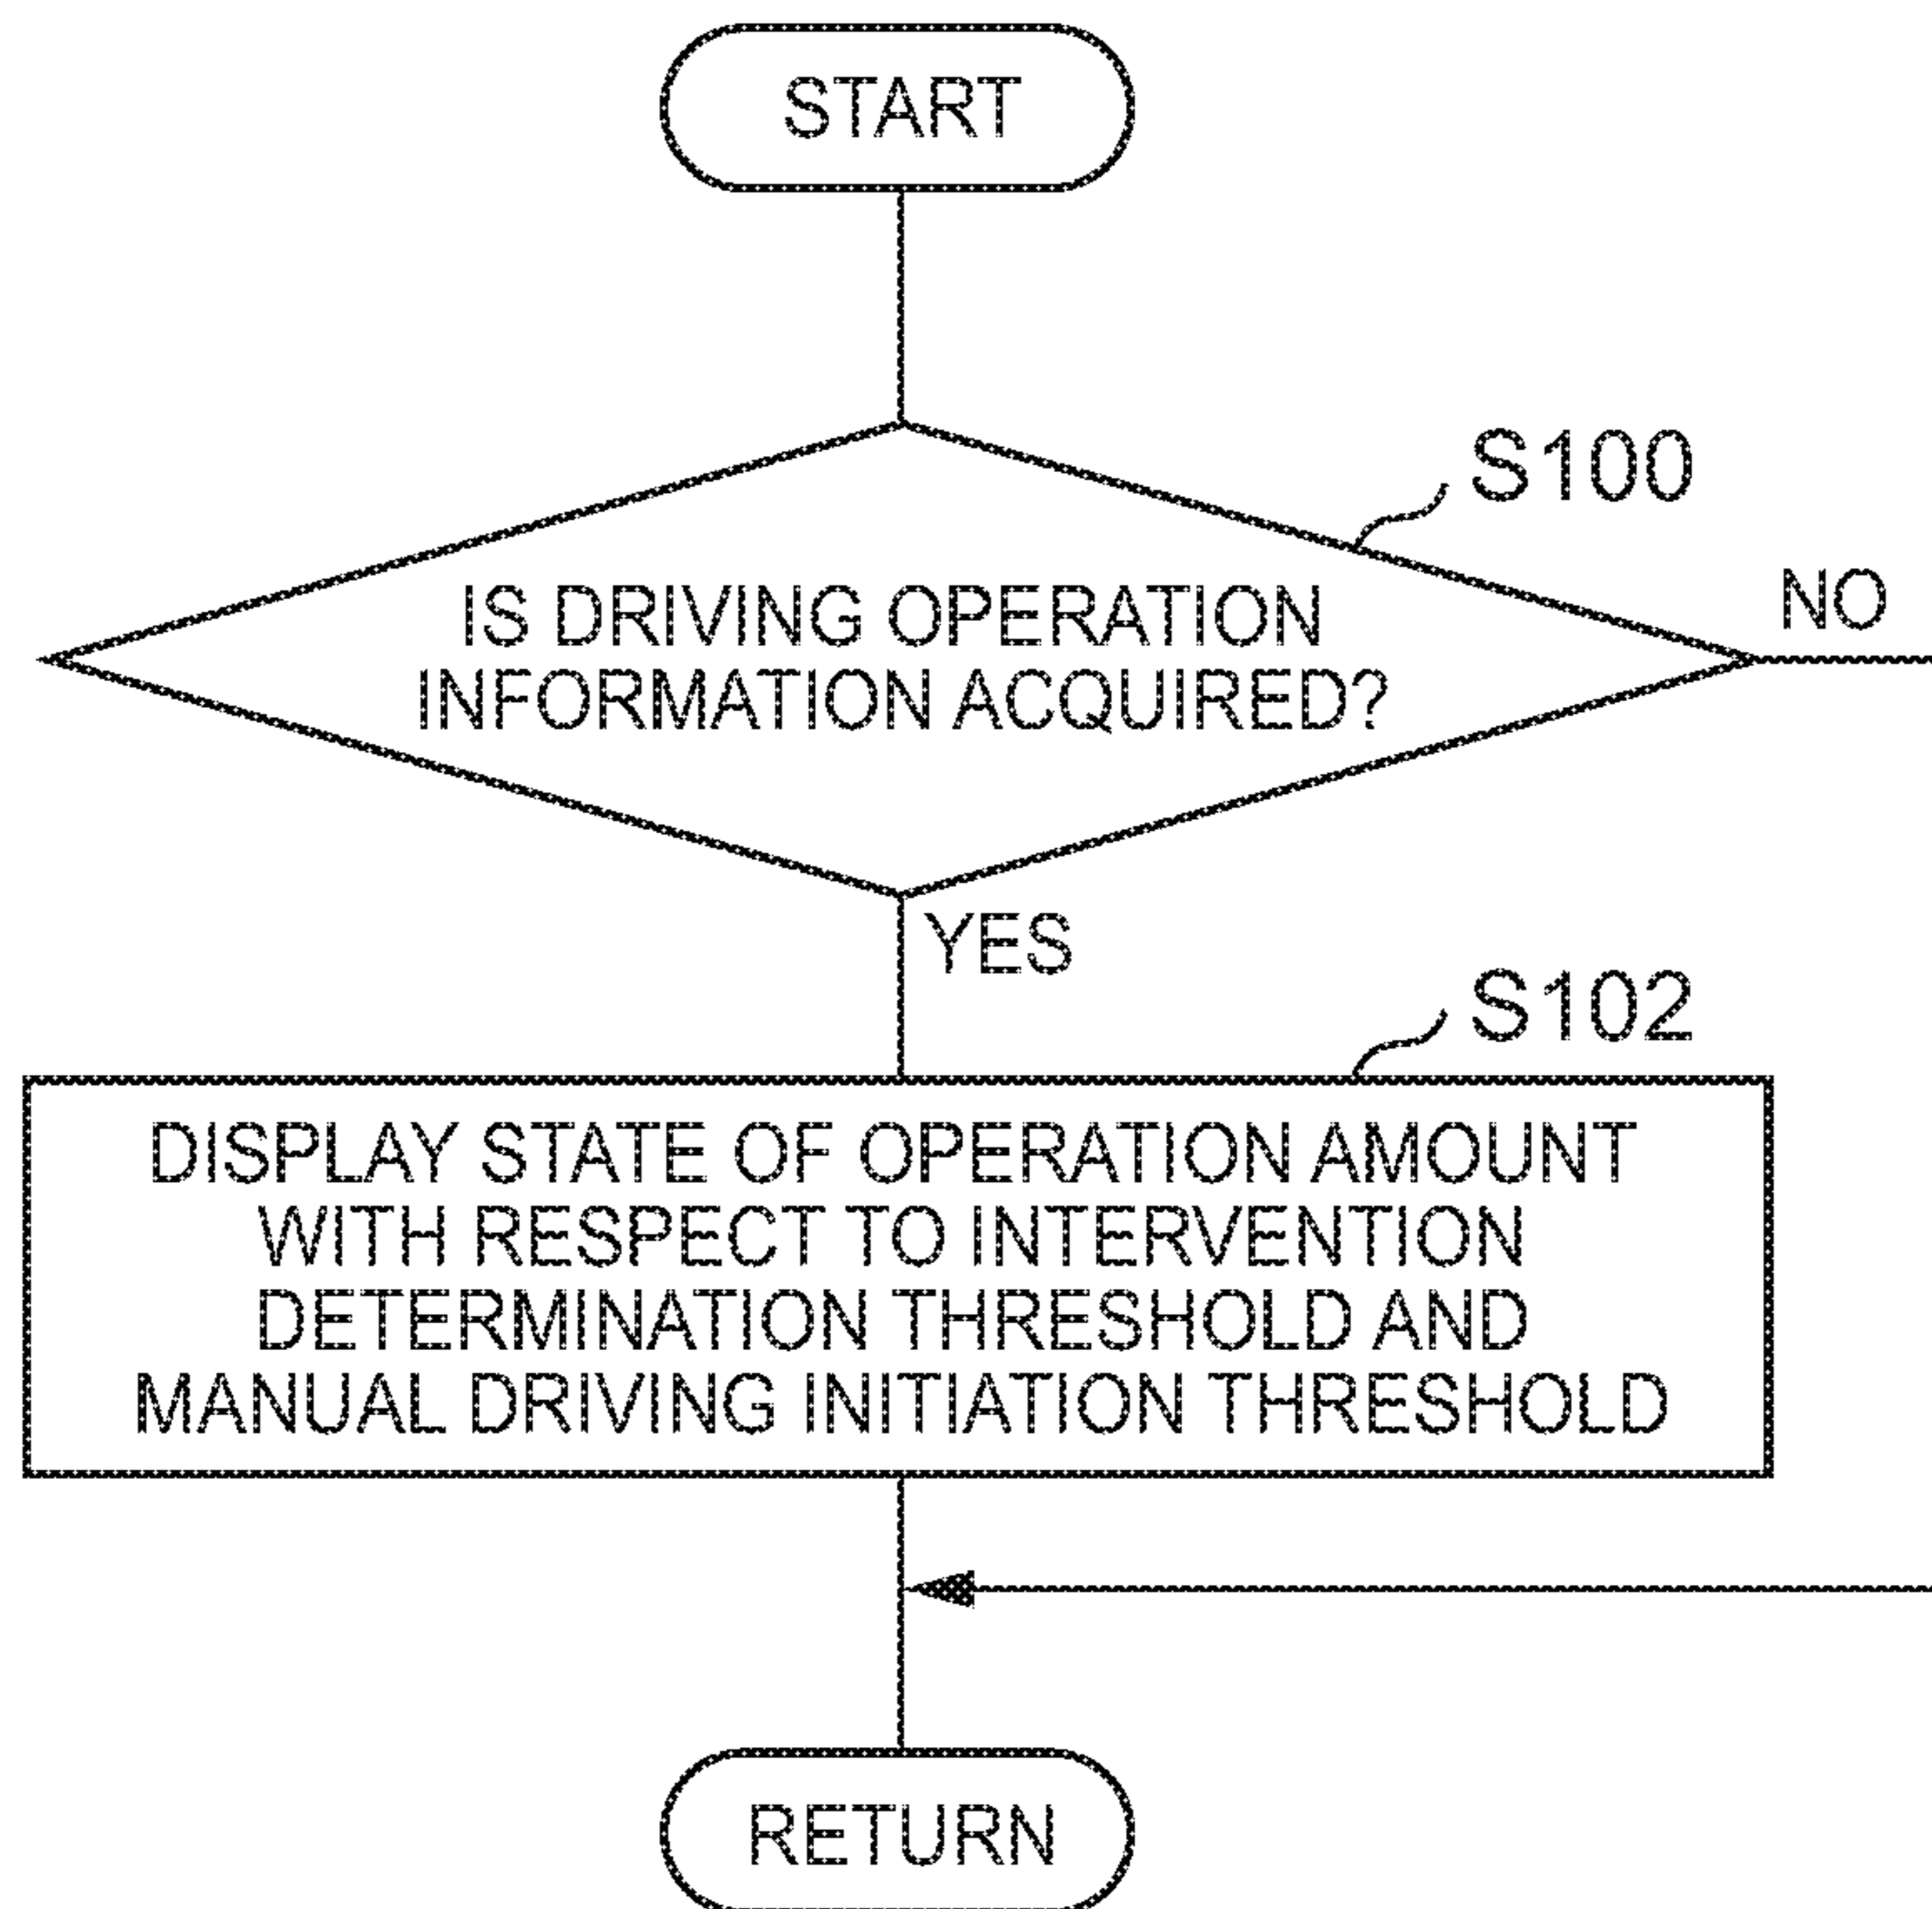 START
S100
IS DRIVING OPERATION
INFORMATION ACQUIRED?
NO
YES
S102
DISPLAY STATE OF OPERATION AMOUNT
WITH RESPECT TO INTERVENTION
DETERMINATION THRESHOLD AND
MANUAL DRIVING INITIATION THRESHOLD
RETURN